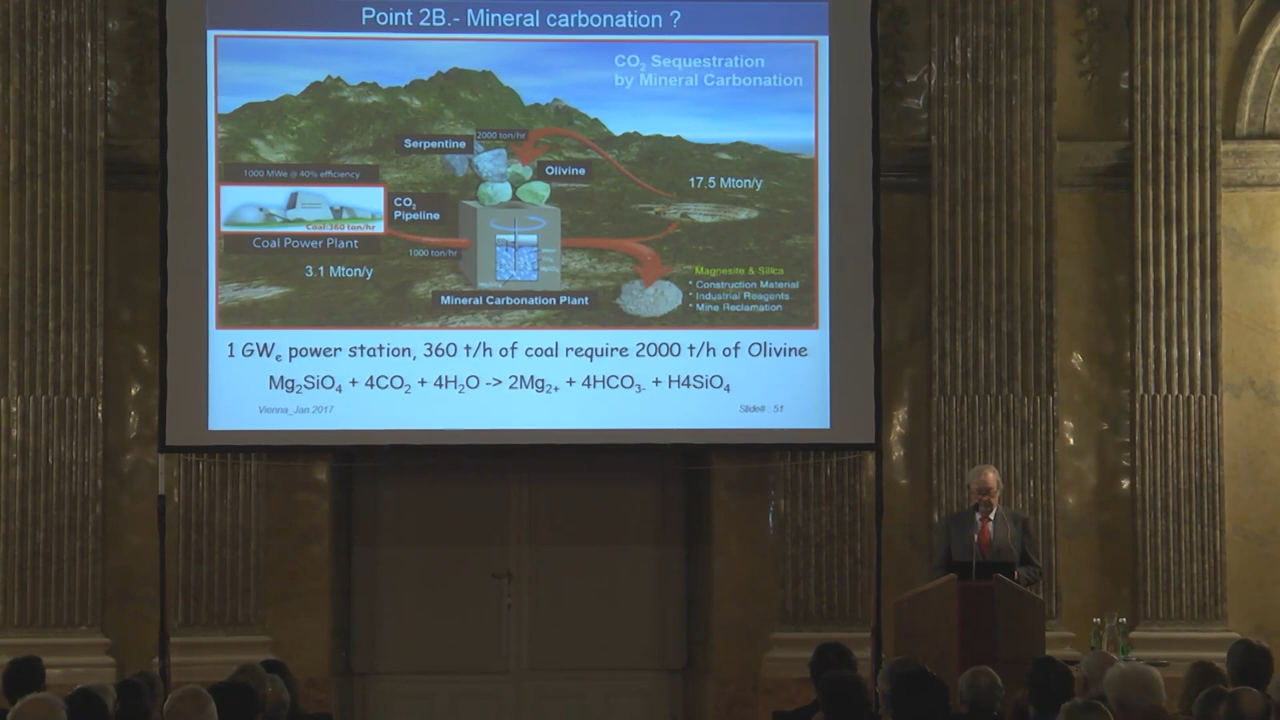 Point 2B.- Mineral carbonation ?
CO2 Sequestration
by Mineral Carbonation
2000 ton/hr
Serpentine
Olivine
1000 MWe @ 40% efficiency
17.5 Mton/y
CO2
Pipeline
Coal:360 ton/hr
Coal Power Plant
1000 ton/hr
3.1 Mton/y
Magnesite & Silica
* Construction Material
* Industrial Reagents
* Mine Reclamation
Mineral Carbonation Plant
1 GWe power station, 360 t/h of coal require 2000 t/h of Olivine
Mg2SiO4 + 4CO2 + 4H2O -> 2Mg2+ + 4HCO3- + H4SiO4
Vienna_Jan 2017
Slide# : 51